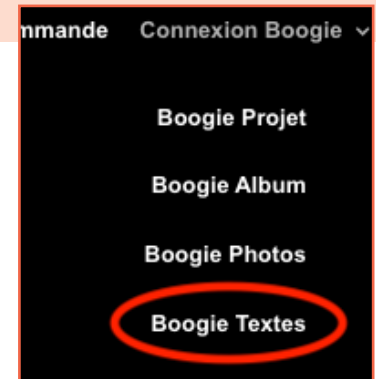 mmande Connexion Boogie
Boogie Projet
Boogie Album
Boogie Photos
Boogie Textes